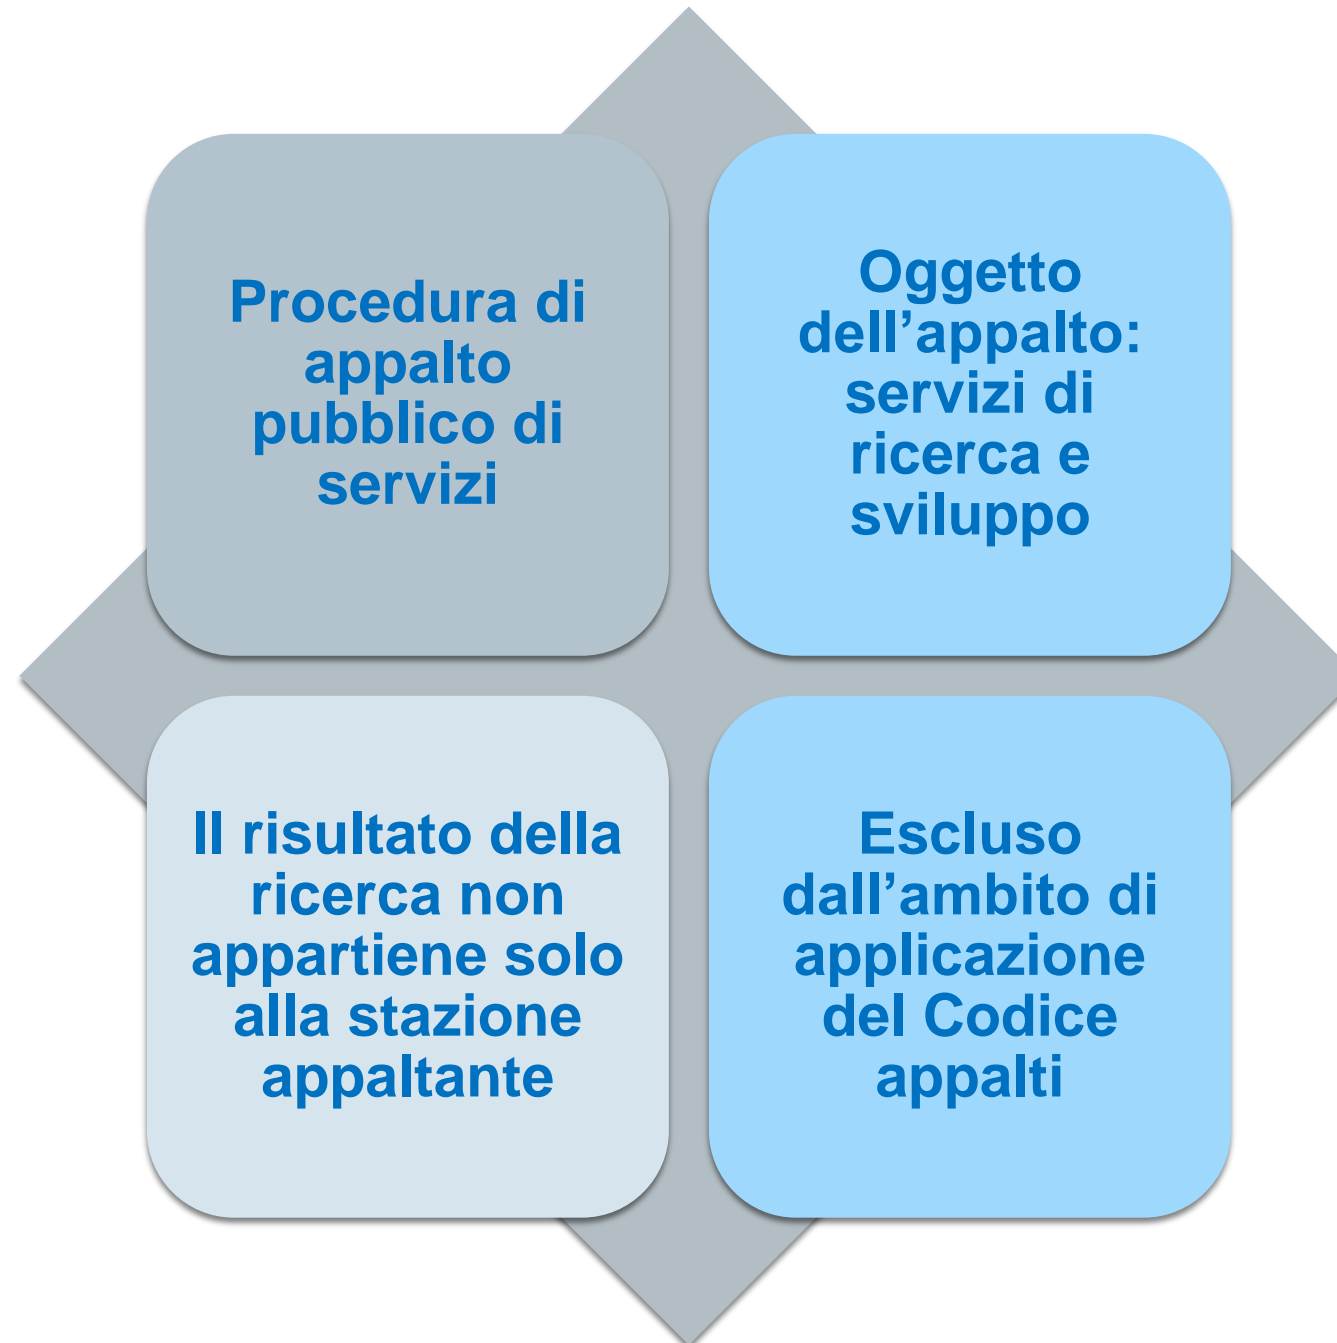 Procedura di
appalto
pubblico di
servizi
Oggetto
dell’appalto:
servizi di
ricerca e
sviluppo
Il risultato della
ricerca non
appartiene solo
alla stazione
appaltante
Escluso
dall’ambito di
applicazione
del Codice
appalti